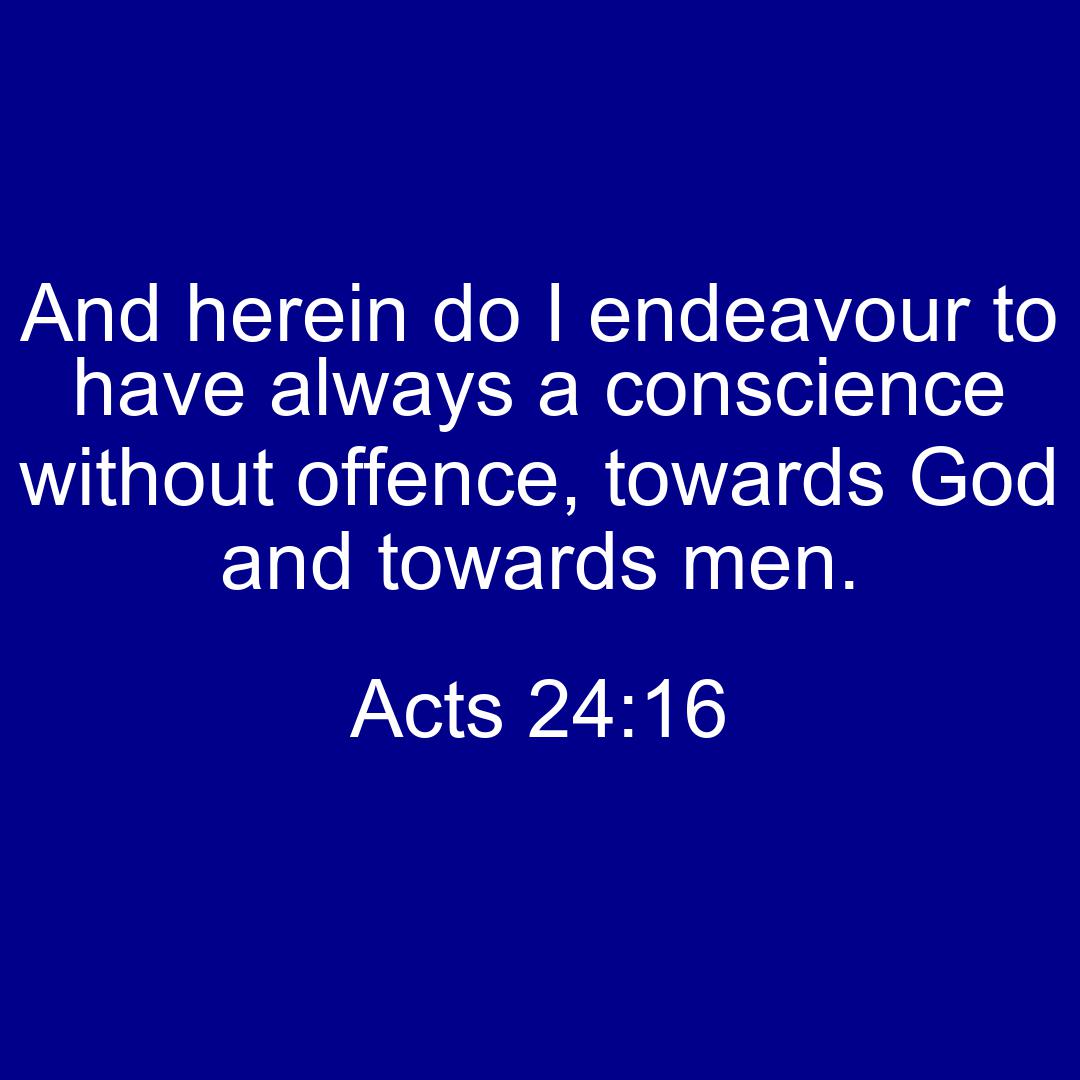 And herein do I endeavour to
have always a conscience
without offence, towards God
and towards men.
Acts 24:16